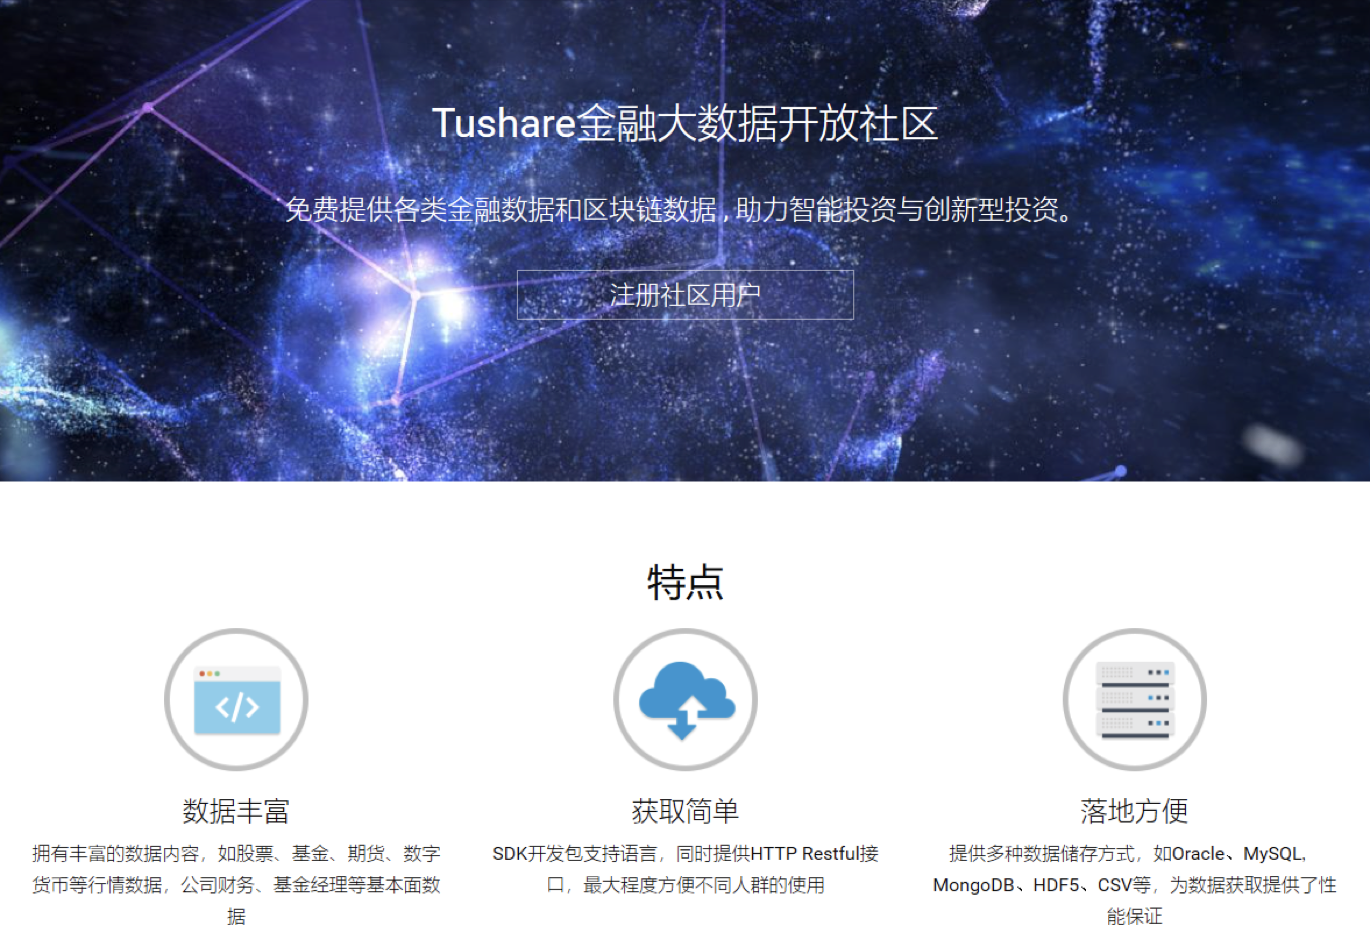 Tushare金融大数据开放社区
免费提供各类金融数据和区块链数据，助力智能投资与创新型投资。
注册社区用户
特点
</>
数据丰富
拥有丰富的数据内容，如股票、基金、期货、数字
货币等行情数据，公司财务、基金经理等基本面数
据
获取简单
SDK开发包支持语言，同时提供HTTP Restful接
口，最大程度方便不同人群的使用
落地方便
提供多种数据储存方式，如Oracle、MySQL,
MongoDB、HDF5、CSV等，为数据获取提供了性
能保证